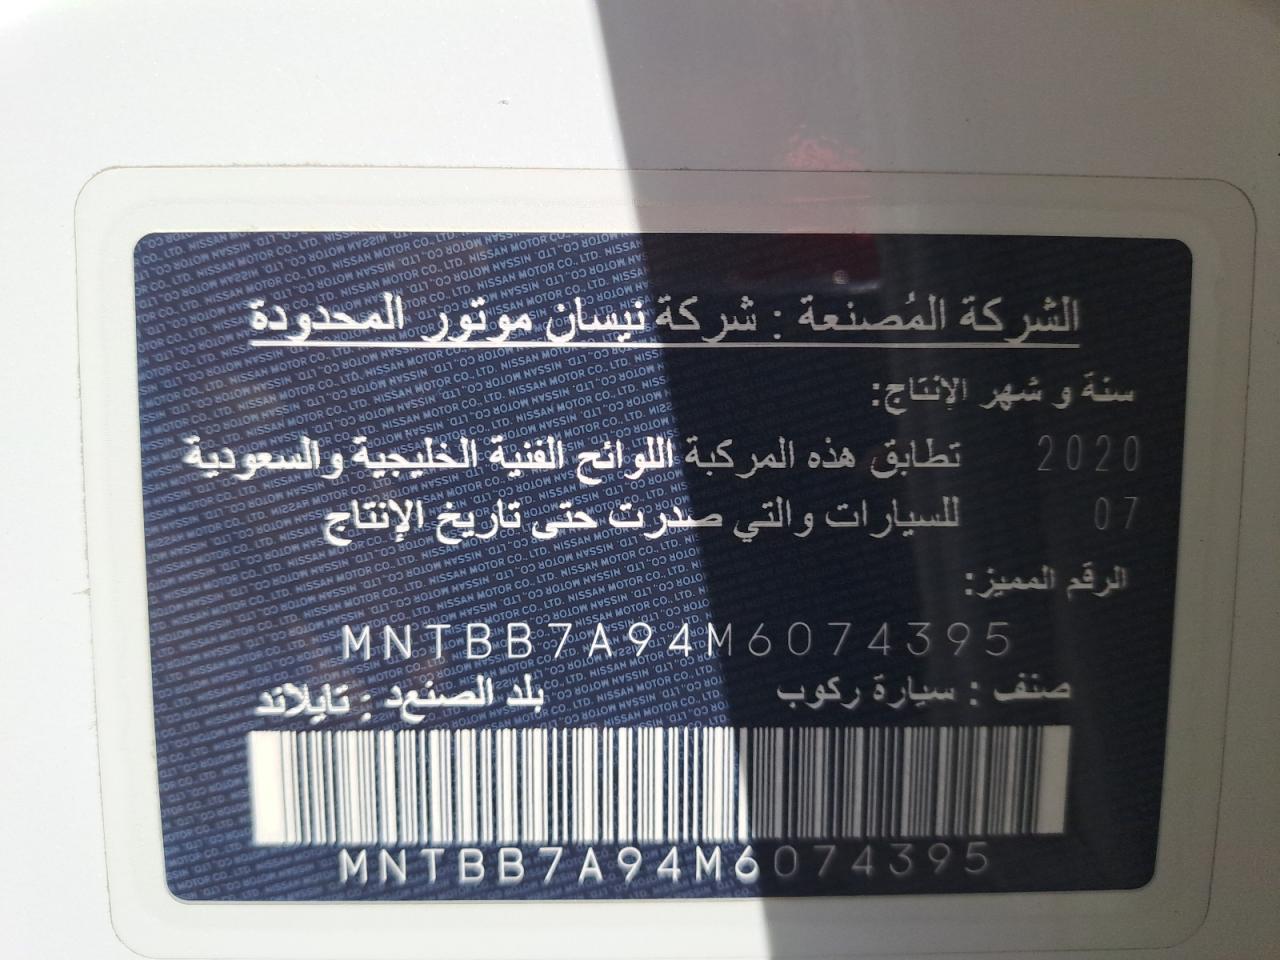 الشركة المُصنعة : شركة نيسان موتور المحدودة
سنة و شهر الإنتاج:
2020 تطابق هذه المركبة اللوائح الفنية الخليجية والسعودية
07 للسيارات والتي صدرت حتى تاريخ الإنتاج
الرقم المميز:
MNTBB7A94M6074395
صنف : سيارة ركوب بلد الصنع : تايلاند
MNTBB7A94M6074395